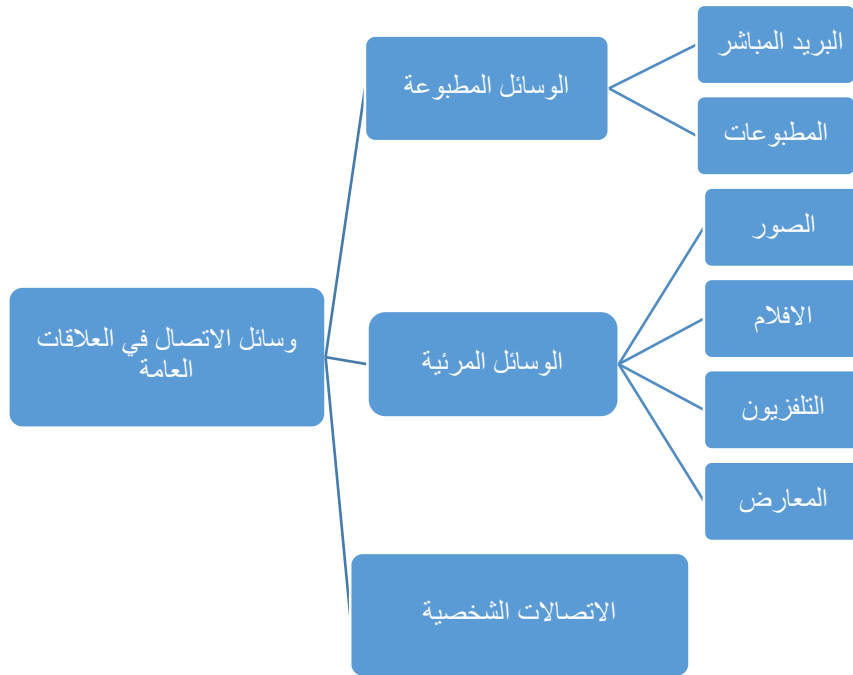 وسائل الاتصال في العلاقات
العامة
الوسائل المطبوعة
البريد المباشر
المطبوعات
الوسائل المرئية
الصور
الافلام
التلفزيون
المعارض
الاتصالات الشخصية